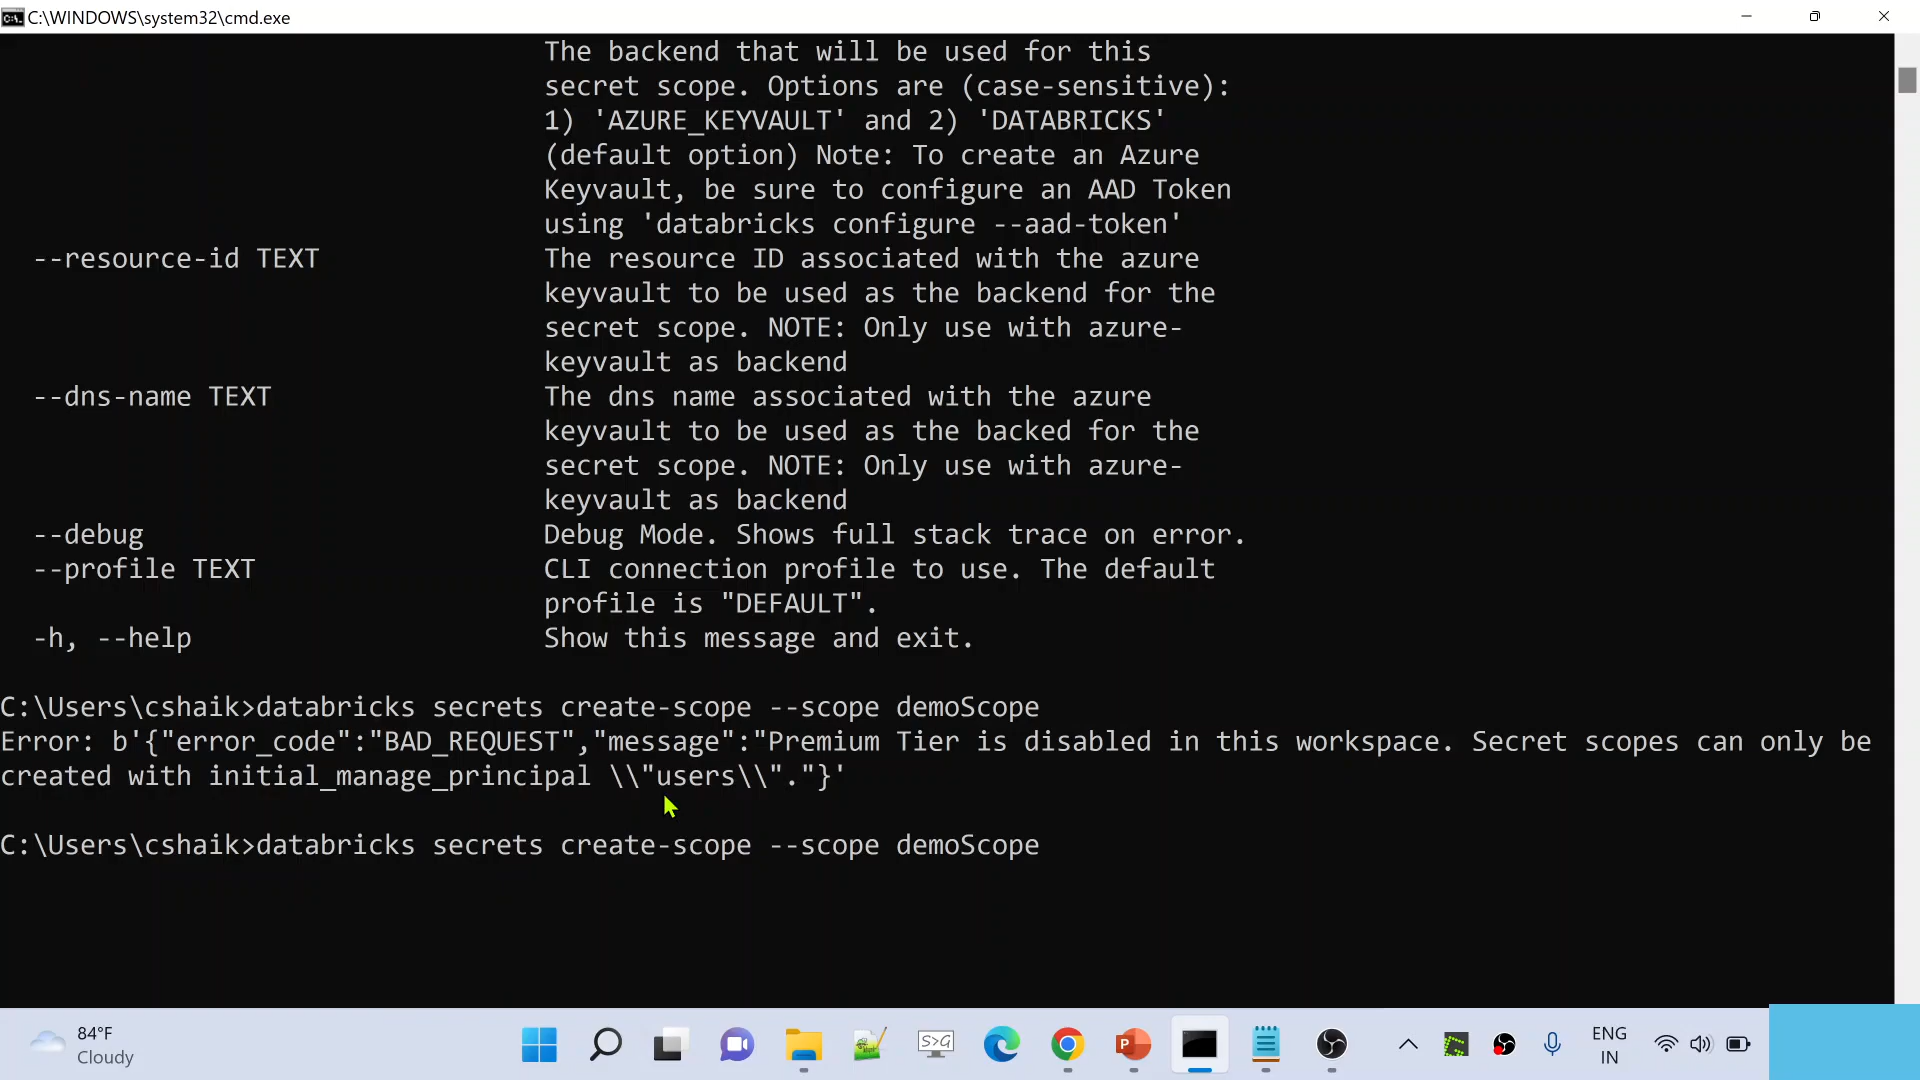 C:\WINDOWS\system32\cmd.exe
The backend that will be used for this
secret scope. Options are (case-sensitive):
1) 'AZURE_KEYVAULT' and 2) 'DATABRICKS'
(default option) Note: To create an Azure
Keyvault, be sure to configure an AAD Token
using 'databricks configure --aad-token'
--resource-id TEXT The resource ID associated with the azure
keyvault to be used as the backend for the
secret scope. NOTE: Only use with azure-
keyvault as backend
--dns-name TEXT The dns name associated with the azure
keyvault to be used as the backed for the
secret scope. NOTE: Only use with azure-
keyvault as backend
--debug Debug Mode. Shows full stack trace on error.
--profile TEXT CLI connection profile to use. The default
profile is "DEFAULT".
-h, --help Show this message and exit.
C:\Users\cshaik>databricks secrets create-scope --scope demoScope
Error: b'{"error_code":"BAD_REQUEST","message":"Premium Tier is disabled in this workspace. Secret scopes can only be
created with initial_manage_principal \\"users\\"."}'
C:\Users\cshaik>databricks secrets create-scope --scope demoScope
84°F
Cloudy
S>G
P
ENG
IN